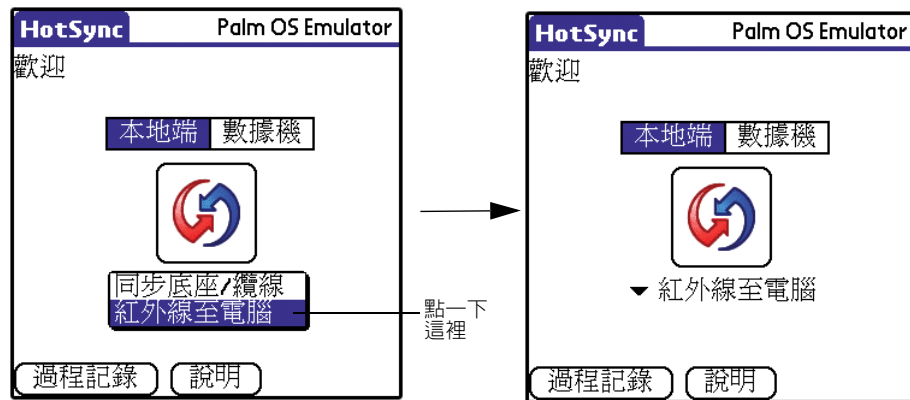 HotSync Palm OS Emulator
歡迎
本地端 數據機
同步底座/纜線
紅外線至電腦
點一下
這裡
過程記錄 說明
HotSync Palm OS Emulator
歡迎
本地端 數據機
紅外線至電腦
過程記錄 說明